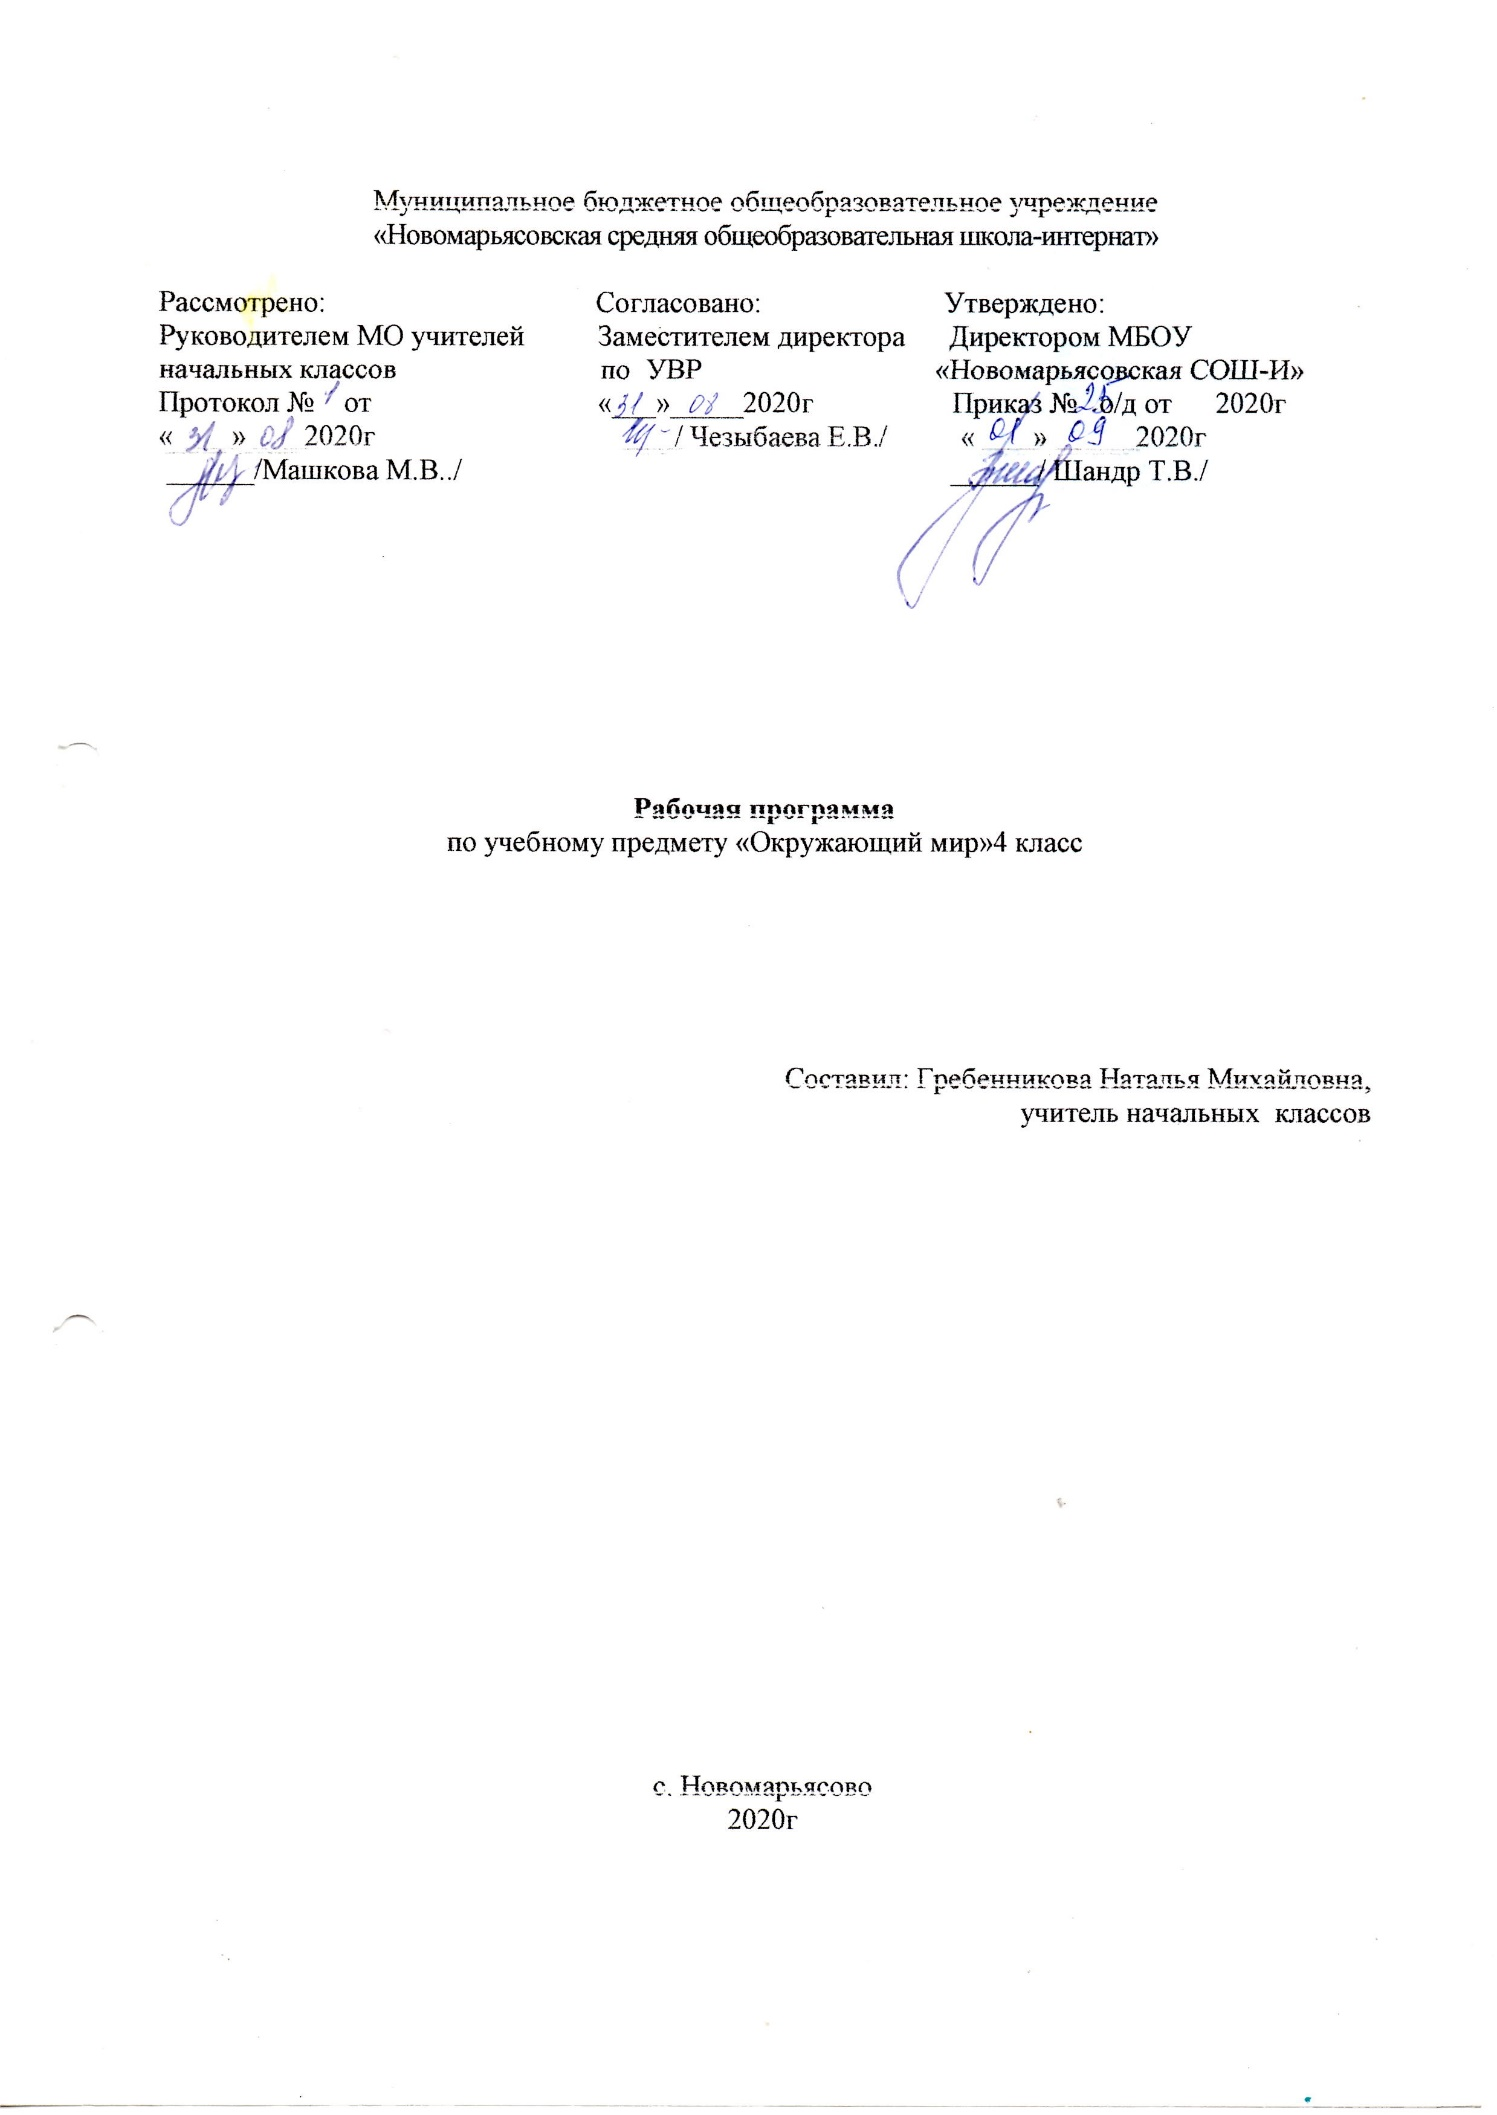 Муниципальное бюджетное общеобразовательное учреждение
«Новомарьясовская средняя общеобразовательная школа-интернат»
Рассмотрено: Согласовано: Утверждено:
Руководителем МО учителей Заместителем директора Директором МБОУ
начальных классов по УВР «Новомарьясовская СОШ-И»
Протокол № 1 от «31» 08 2020г Приказ № 25 о/д от 2020г
« 31 » 08 2020г / Чезыбаева Е.В./ « 01 » 09 2020г
/Машкова М.В../ / Шандр Т.В./
Рабочая программа
по учебному предмету «Окружающий мир»4 класс
Составил: Гребенникова Наталья Михайловна,
учитель начальных классов
с. Новомарьясово
2020г